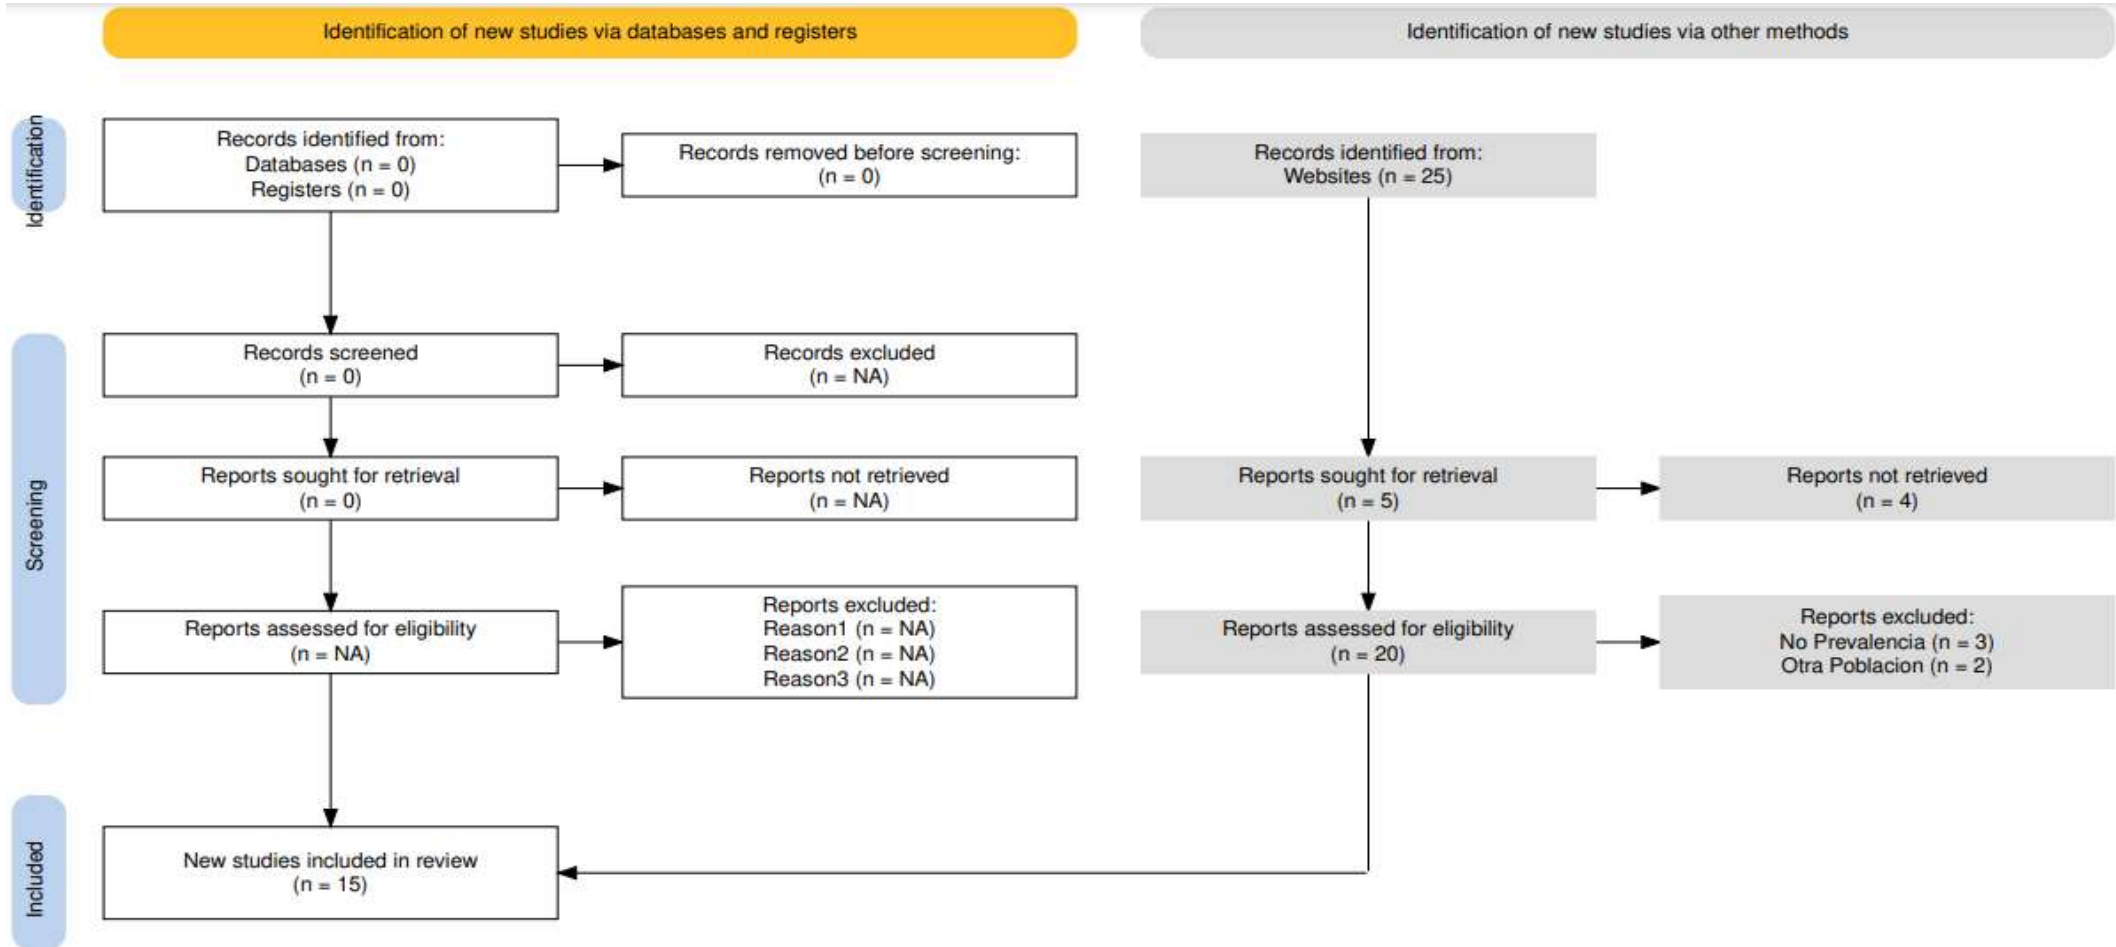 Identification of new studies via databases and registers
Identification of new studies via other methods
Identification
Records identified from:
Databases (n = 0)
Registers (n = 0)
Records removed before screening:
(n = 0)
Records identified from:
Websites (n = 25)
Screening
Records screened
(n = 0)
Records excluded
(n = NA)
Reports sought for retrieval
(n = 0)
Reports not retrieved
(n = NA)
Reports sought for retrieval
(n = 5)
Reports not retrieved
(n = 4)
Reports assessed for eligibility
(n = NA)
Reports excluded:
Reason1 (n = NA)
Reason2 (n = NA)
Reason3 (n = NA)
Reports assessed for eligibility
(n = 20)
Reports excluded:
No Prevalencia (n = 3)
Otra Poblacion (n = 2)
Included
New studies included in review
(n = 15)